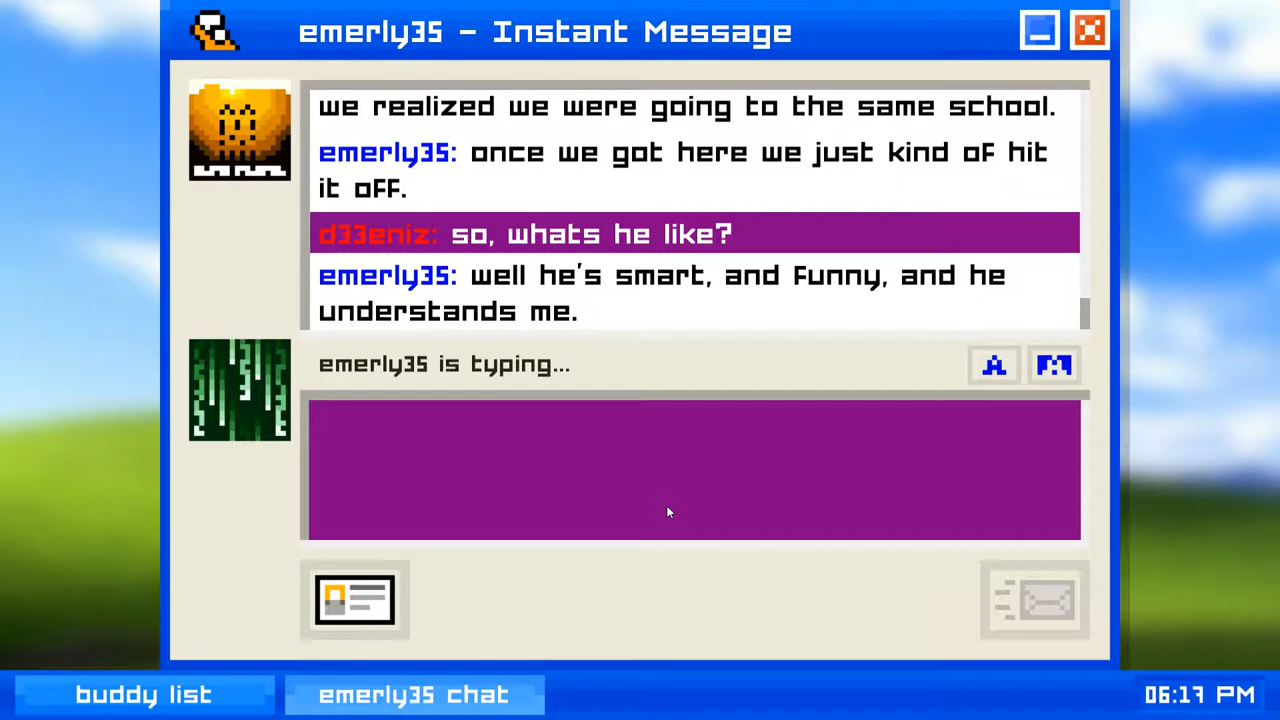 emerly35 - Instant Message
we realized we were going to the same school.
emerly35: once we got here we just kind of hit
it off.
d33eniz: so, whats he like?
emerly35: well he's smart, and funny, and he
understands me.
emerly35 is typing...
A
buddy list
emerly35 chat
06:17 PM